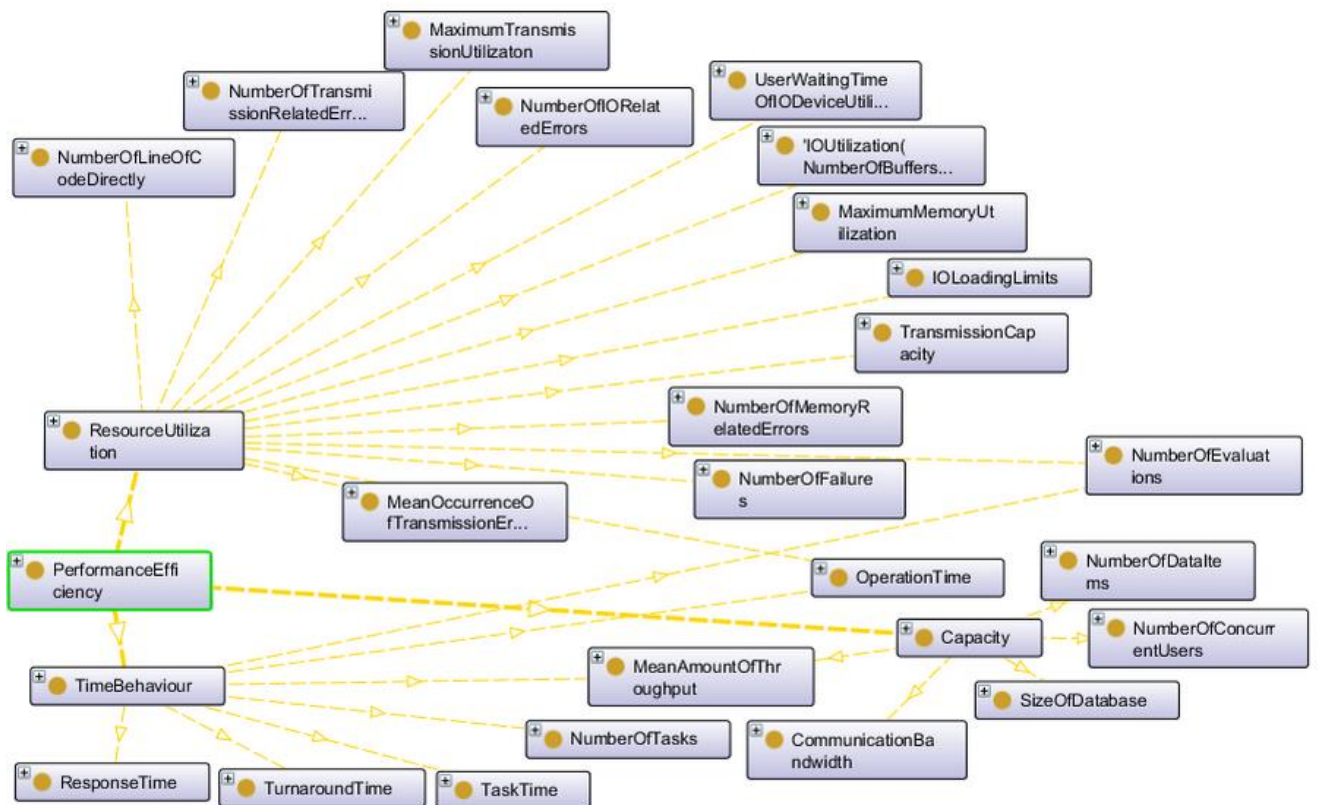 MaximumTransmis
sionUtilizaton
NumberOfTransmi
ssionRelatedErr...
NumberOfIORelat
edErrors
UserWaitingTime
OfIODeviceUtili...
NumberOfLineOfC
odeDirectly
'IOUtilization(
NumberOfBuffers...
MaximumMemoryUt
ilization
IOLoadingLimits
TransmissionCap
acity
NumberOfMemoryR
elatedErrors
ResourceUtiliza
tion
NumberOfEvaluat
ions
NumberOfFailure
s
MeanOccurrenceO
fTransmissionEr...
PerformanceEffi
ciency
OperationTime
NumberOfDataIte
ms
Capacity
NumberOfConcurr
entUsers
TimeBehaviour
MeanAmountOfThr
oughput
SizeOfDatabase
NumberOfTasks
CommunicationBa
ndwidth
ResponseTime
TurnaroundTime
TaskTime